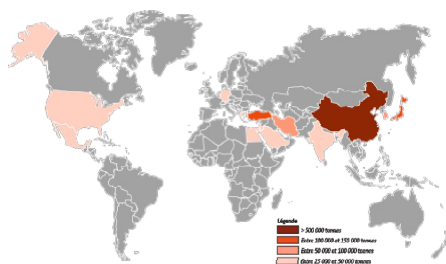 Légende
> 500 000 tonnes
Entre 100 000 et 150 000 tonnes
Entre 50 000 et 100 000 tonnes
Entre 25 000 et 50 000 tonnes